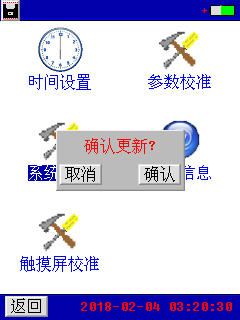 时间设置 参数校准
确认更新?
系统 信息
取消 确认
触摸屏校准
返回 2018-02-04 03:20:30